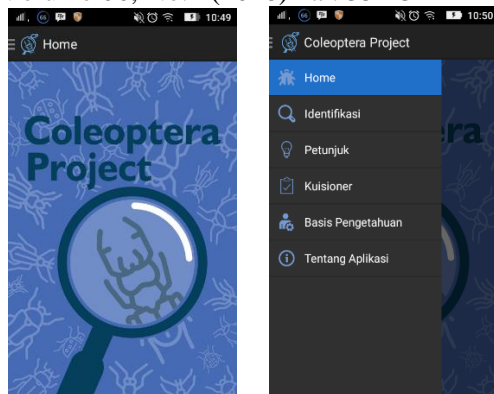 10:49
Home
Coleoptera
Project
10:50
Coleoptera Project
Home
Identifikasi
Petunjuk
Kuisioner
Basis Pengetahuan
Tentang Aplikasi